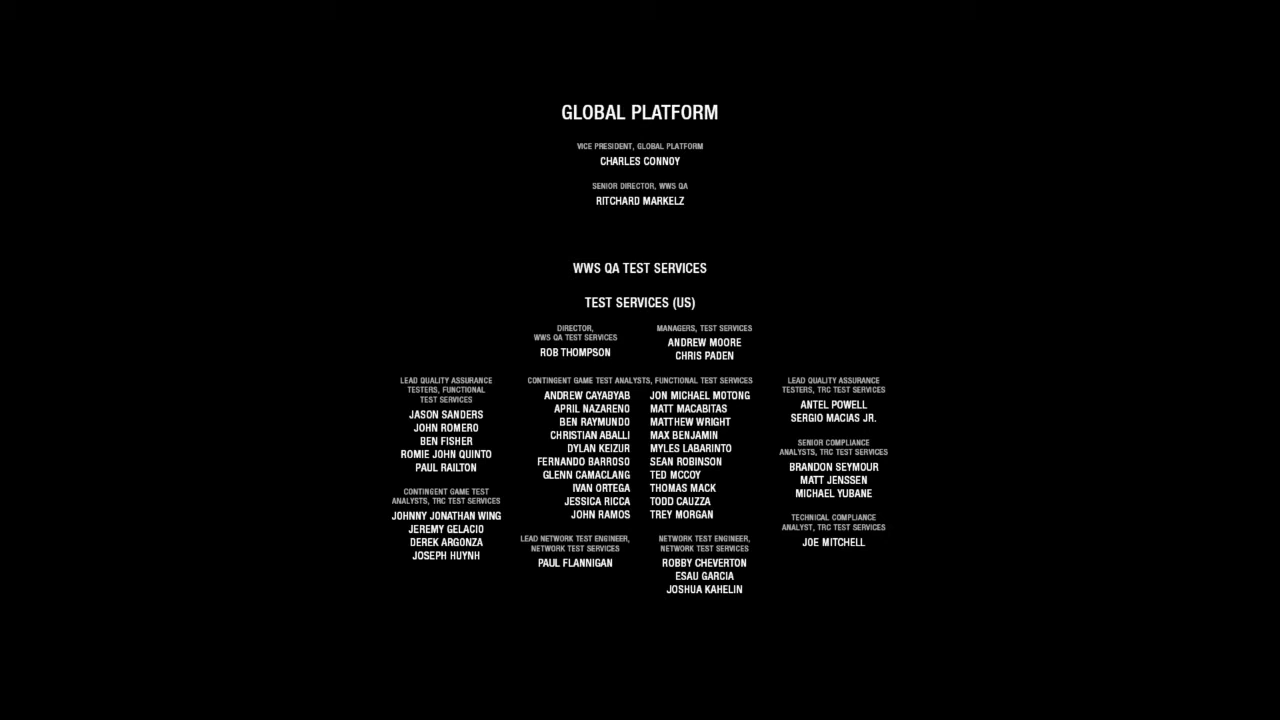 GLOBAL PLATFORM
VICE PRESIDENT, GLOBAL PLATFORM
CHARLES CONNOY
SENIOR DIRECTOR, WWS QA
RITCHARD MARKELZ
WWS QA TEST SERVICES
TEST SERVICES (US)
DIRECTOR,
WWS QA TEST SERVICES
ROB THOMPSON
MANAGERS, TEST SERVICES
ANDREW MOORE
CHRIS PADEN
LEAD QUALITY ASSURANCE
TESTERS, FUNCTIONAL
TEST SERVICES
JASON SANDERS
JOHN ROMERO
BEN FISHER
ROMIE JOHN QUINTO
PAUL RAILTON
CONTINGENT GAME TEST
ANALYSTS, TRC TEST SERVICES
JOHNNY JONATHAN WING
JEREMY GELACIO
DEREK ARGONZA
JOSEPH HUYNH
CONTINGENT GAME TEST ANALYSTS, FUNCTIONAL TEST SERVICES
ANDREW CAYABYAB
APRIL NAZARENO
BEN RAYMUNDO
CHRISTIAN ABALLI
DYLAN KEIZUR
FERNANDO BARROSO
GLENN CAMACLANG
IVAN ORTEGA
JESSICA RICCA
JOHN RAMOS
JON MICHAEL MOTONG
MATT MACABITAS
MATTHEW WRIGHT
MAX BENJAMIN
MYLES LABARINTO
SEAN ROBINSON
TED MCCOY
THOMAS MACK
TODD CAUZZA
TREY MORGAN
LEAD NETWORK TEST ENGINEER,
NETWORK TEST SERVICES
PAUL FLANNIGAN
NETWORK TEST ENGINEER,
NETWORK TEST SERVICES
ROBBY CHEVERTON
ESAU GARCIA
JOSHUA KAHELIN
LEAD QUALITY ASSURANCE
TESTERS, TRC TEST SERVICES
ANTEL POWELL
SERGIO MACIAS JR.
SENIOR COMPLIANCE
ANALYSTS, TRC TEST SERVICES
BRANDON SEYMOUR
MATT JENSSEN
MICHAEL YUBANE
TECHNICAL COMPLIANCE
ANALYST, TRC TEST SERVICES
JOE MITCHELL